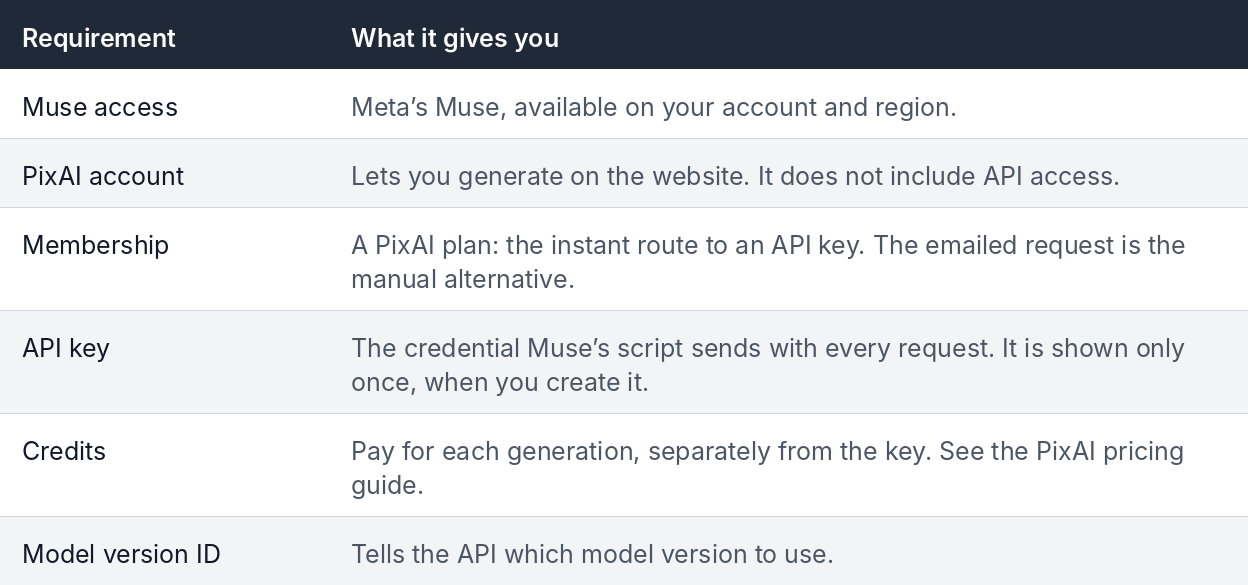 Requirement What it gives you
Muse access Meta’s Muse, available on your account and region.
PixAI account Lets you generate on the website. It does not include API access.
Membership A PixAI plan: the instant route to an API key. The emailed request is the
manual alternative.
API key The credential Muse’s script sends with every request. It is shown only
once, when you create it.
Credits Pay for each generation, separately from the key. See the PixAI pricing
guide.
Model version ID Tells the API which model version to use.